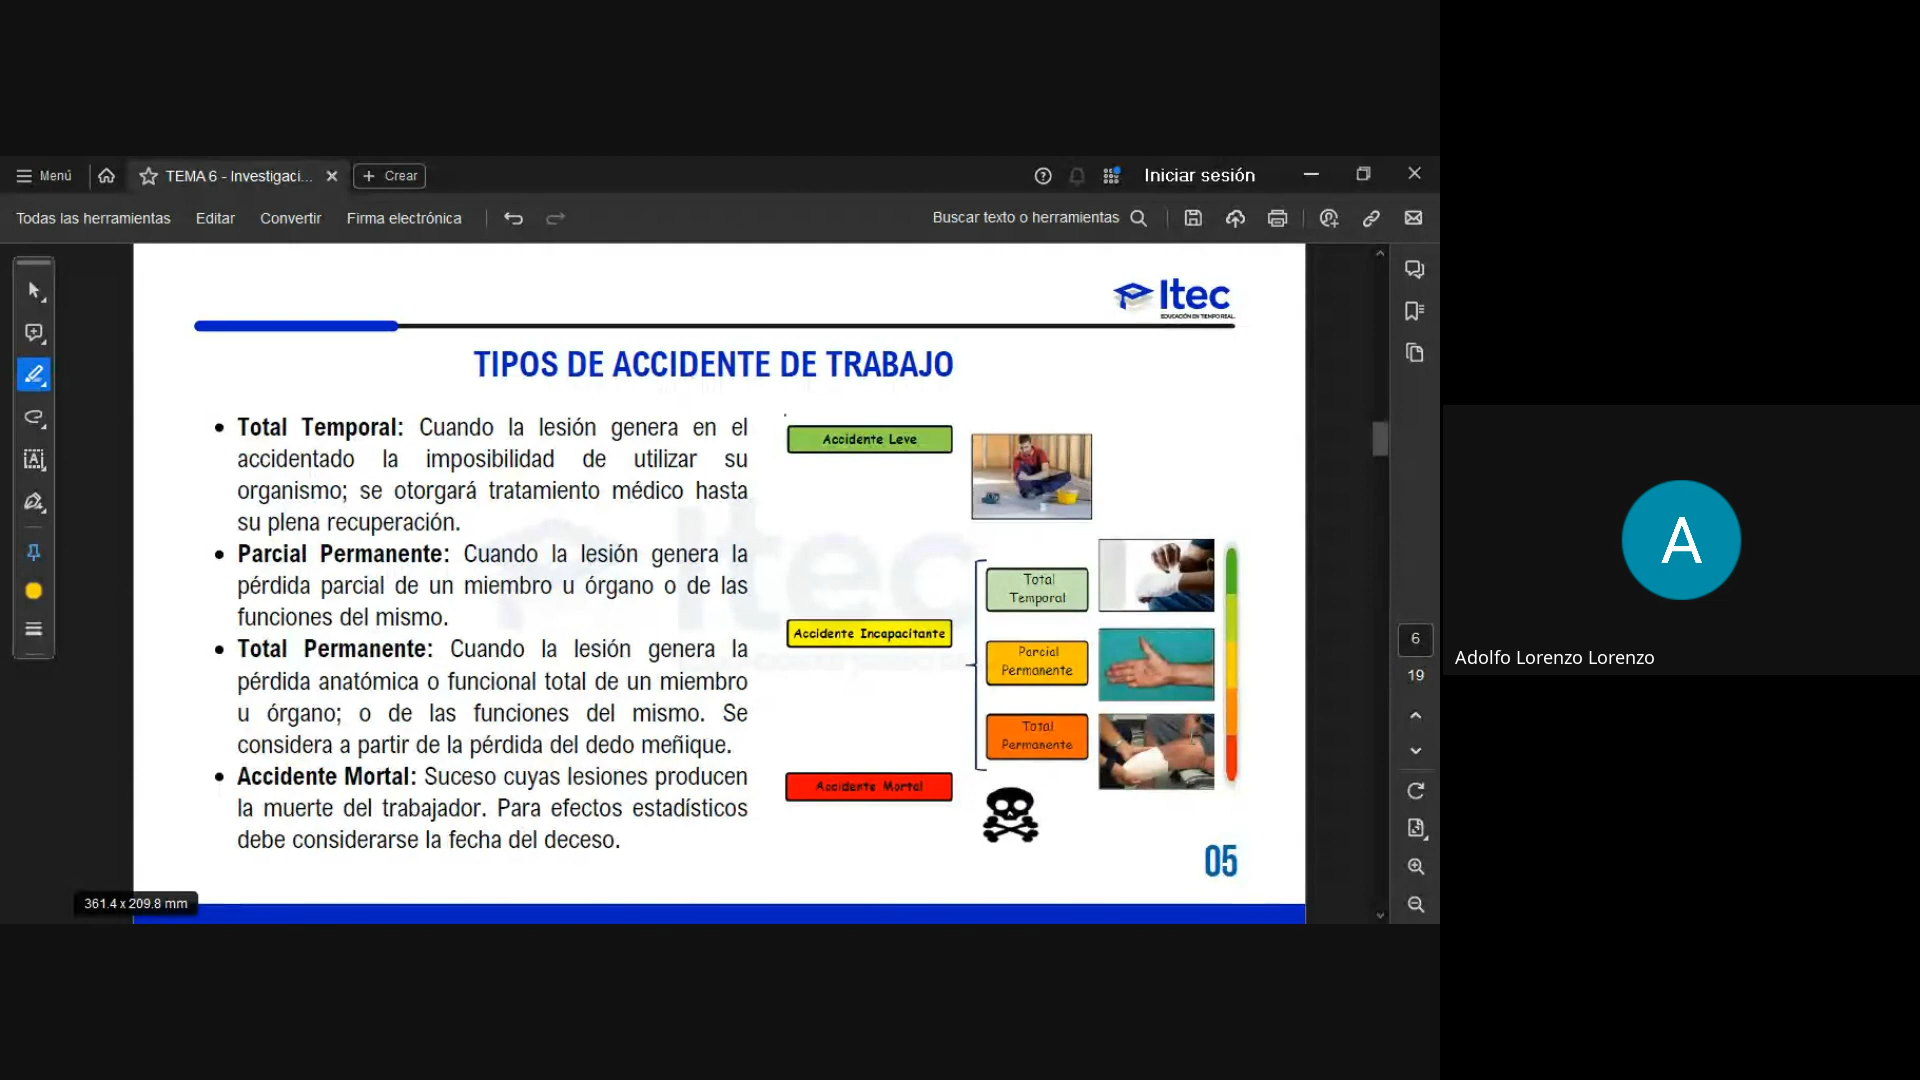 Menú
TEMA 6 - Investigaci...
Crear
Iniciar sesión
Todas las herramientas
Editar
Convertir
Firma electrónica
Buscar texto o herramientas
Itec
EDUCACIÓN EN TIEMPO REAL
TIPOS DE ACCIDENTE DE TRABAJO
• Total Temporal: Cuando la lesión genera en el
accidentado la imposibilidad de utilizar su
organismo; se otorgará tratamiento médico hasta
su plena recuperación.
• Parcial Permanente: Cuando la lesión genera la
pérdida parcial de un miembro u órgano o de las
funciones del mismo.
• Total Permanente: Cuando la lesión genera la
pérdida anatómica o funcional total de un miembro
u órgano; o de las funciones del mismo. Se
considera a partir de la pérdida del dedo meñique.
• Accidente Mortal: Suceso cuyas lesiones producen
la muerte del trabajador. Para efectos estadísticos
debe considerarse la fecha del deceso.
Accidente Leve
Accidente Incapacitante
Total
Temporal
Parcial
Permanente
Total
Permanente
Accidente Mortal
05
361.4 x 209.8 mm
6
19
A
Adolfo Lorenzo Lorenzo